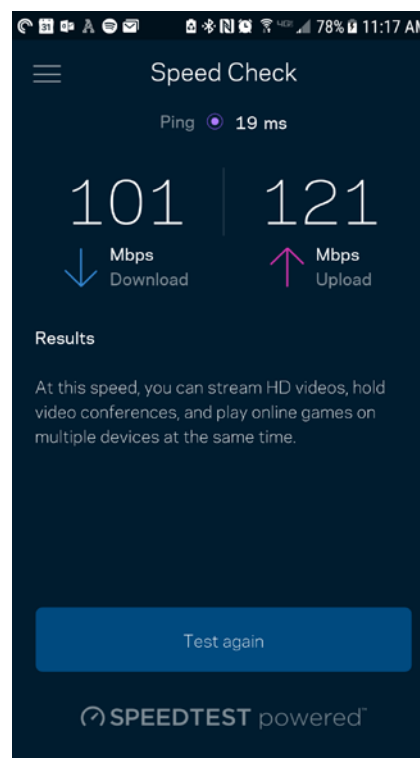 31 78% 11:17 AM
Speed Check
Ping 19 ms
101 121
Mbps Mbps
Download Upload
Results
At this speed, you can stream HD videos, hold
video conferences, and play online games on
multiple devices at the same time.
Test again
SPEEDTEST powered™